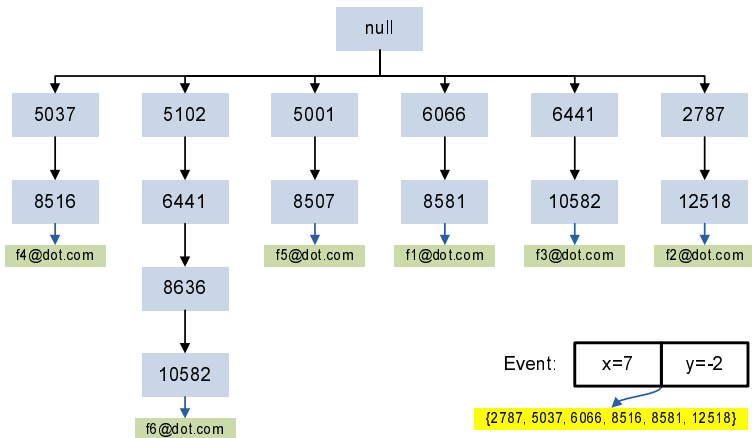 null
5037 5102 5001 6066 6441 2787
8516 6441 8507 8581 10582 12518
f4@dot.com f5@dot.com f1@dot.com f3@dot.com f2@dot.com
8636
10582
f6@dot.com
Event: x=7 y=-2
{2787, 5037, 6066, 8516, 8581, 12518}